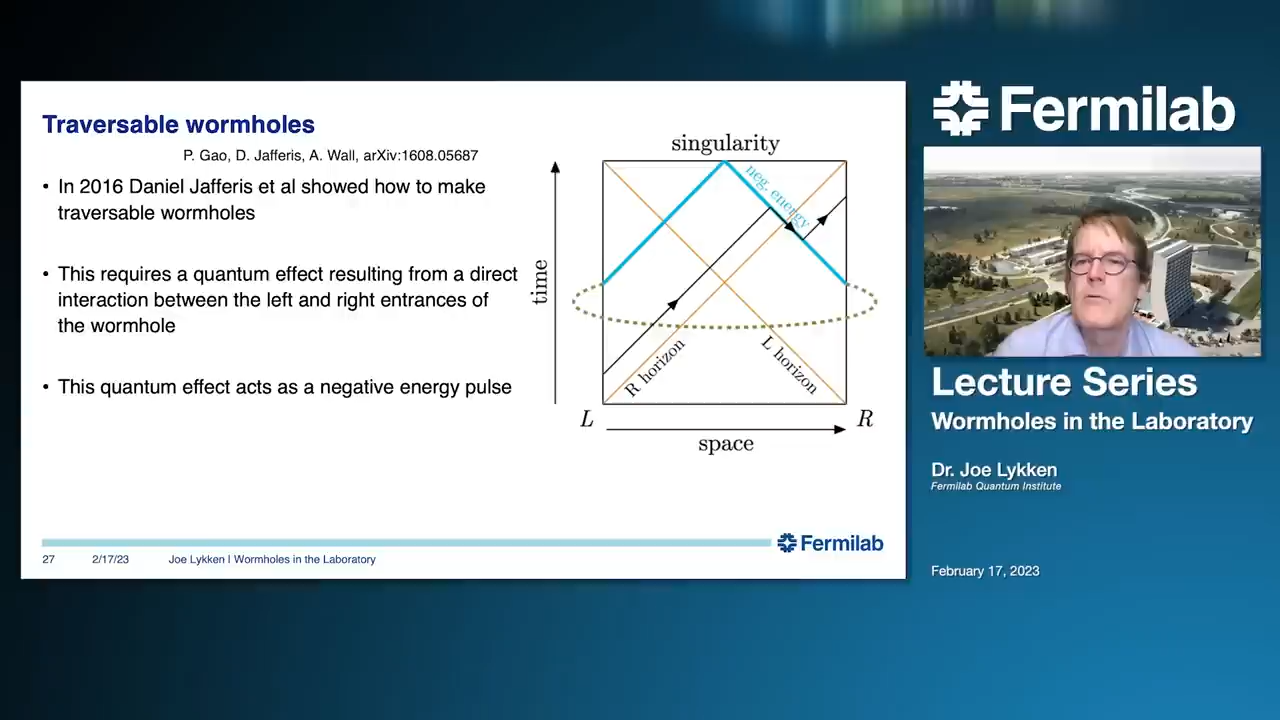 Traversable wormholes
P. Gao, D. Jafferis, A. Wall, arXiv:1608.05687
• In 2016 Daniel Jafferis et al showed how to make
traversable wormholes
• This requires a quantum effect resulting from a direct
interaction between the left and right entrances of
the wormhole
• This quantum effect acts as a negative energy pulse
singularity
neg. energy
time
R horizon
L horizon
L
R
space
27
2/17/23
Joe Lykken | Wormholes in the Laboratory
Fermilab
Fermilab
Lecture Series
Wormholes in the Laboratory
Dr. Joe Lykken
Fermilab Quantum Institute
February 17, 2023